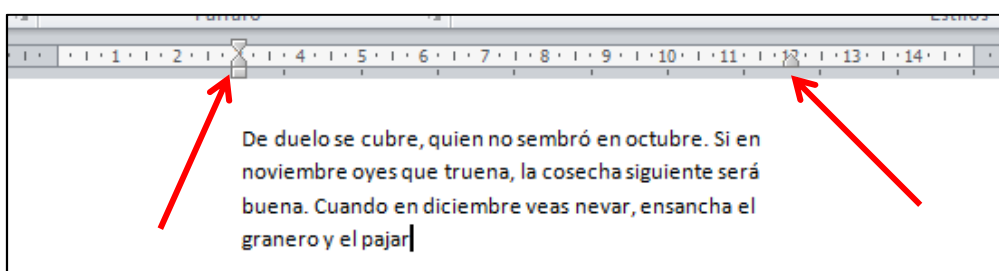 Párrafo Estilos
1 2 4 5 6 7 8 9 10 11 12 13 14
De duelo se cubre, quien no sembró en octubre. Si en
noviembre oyes que truena, la cosecha siguiente será
buena. Cuando en diciembre veas nevar, ensancha el
granero y el pajar